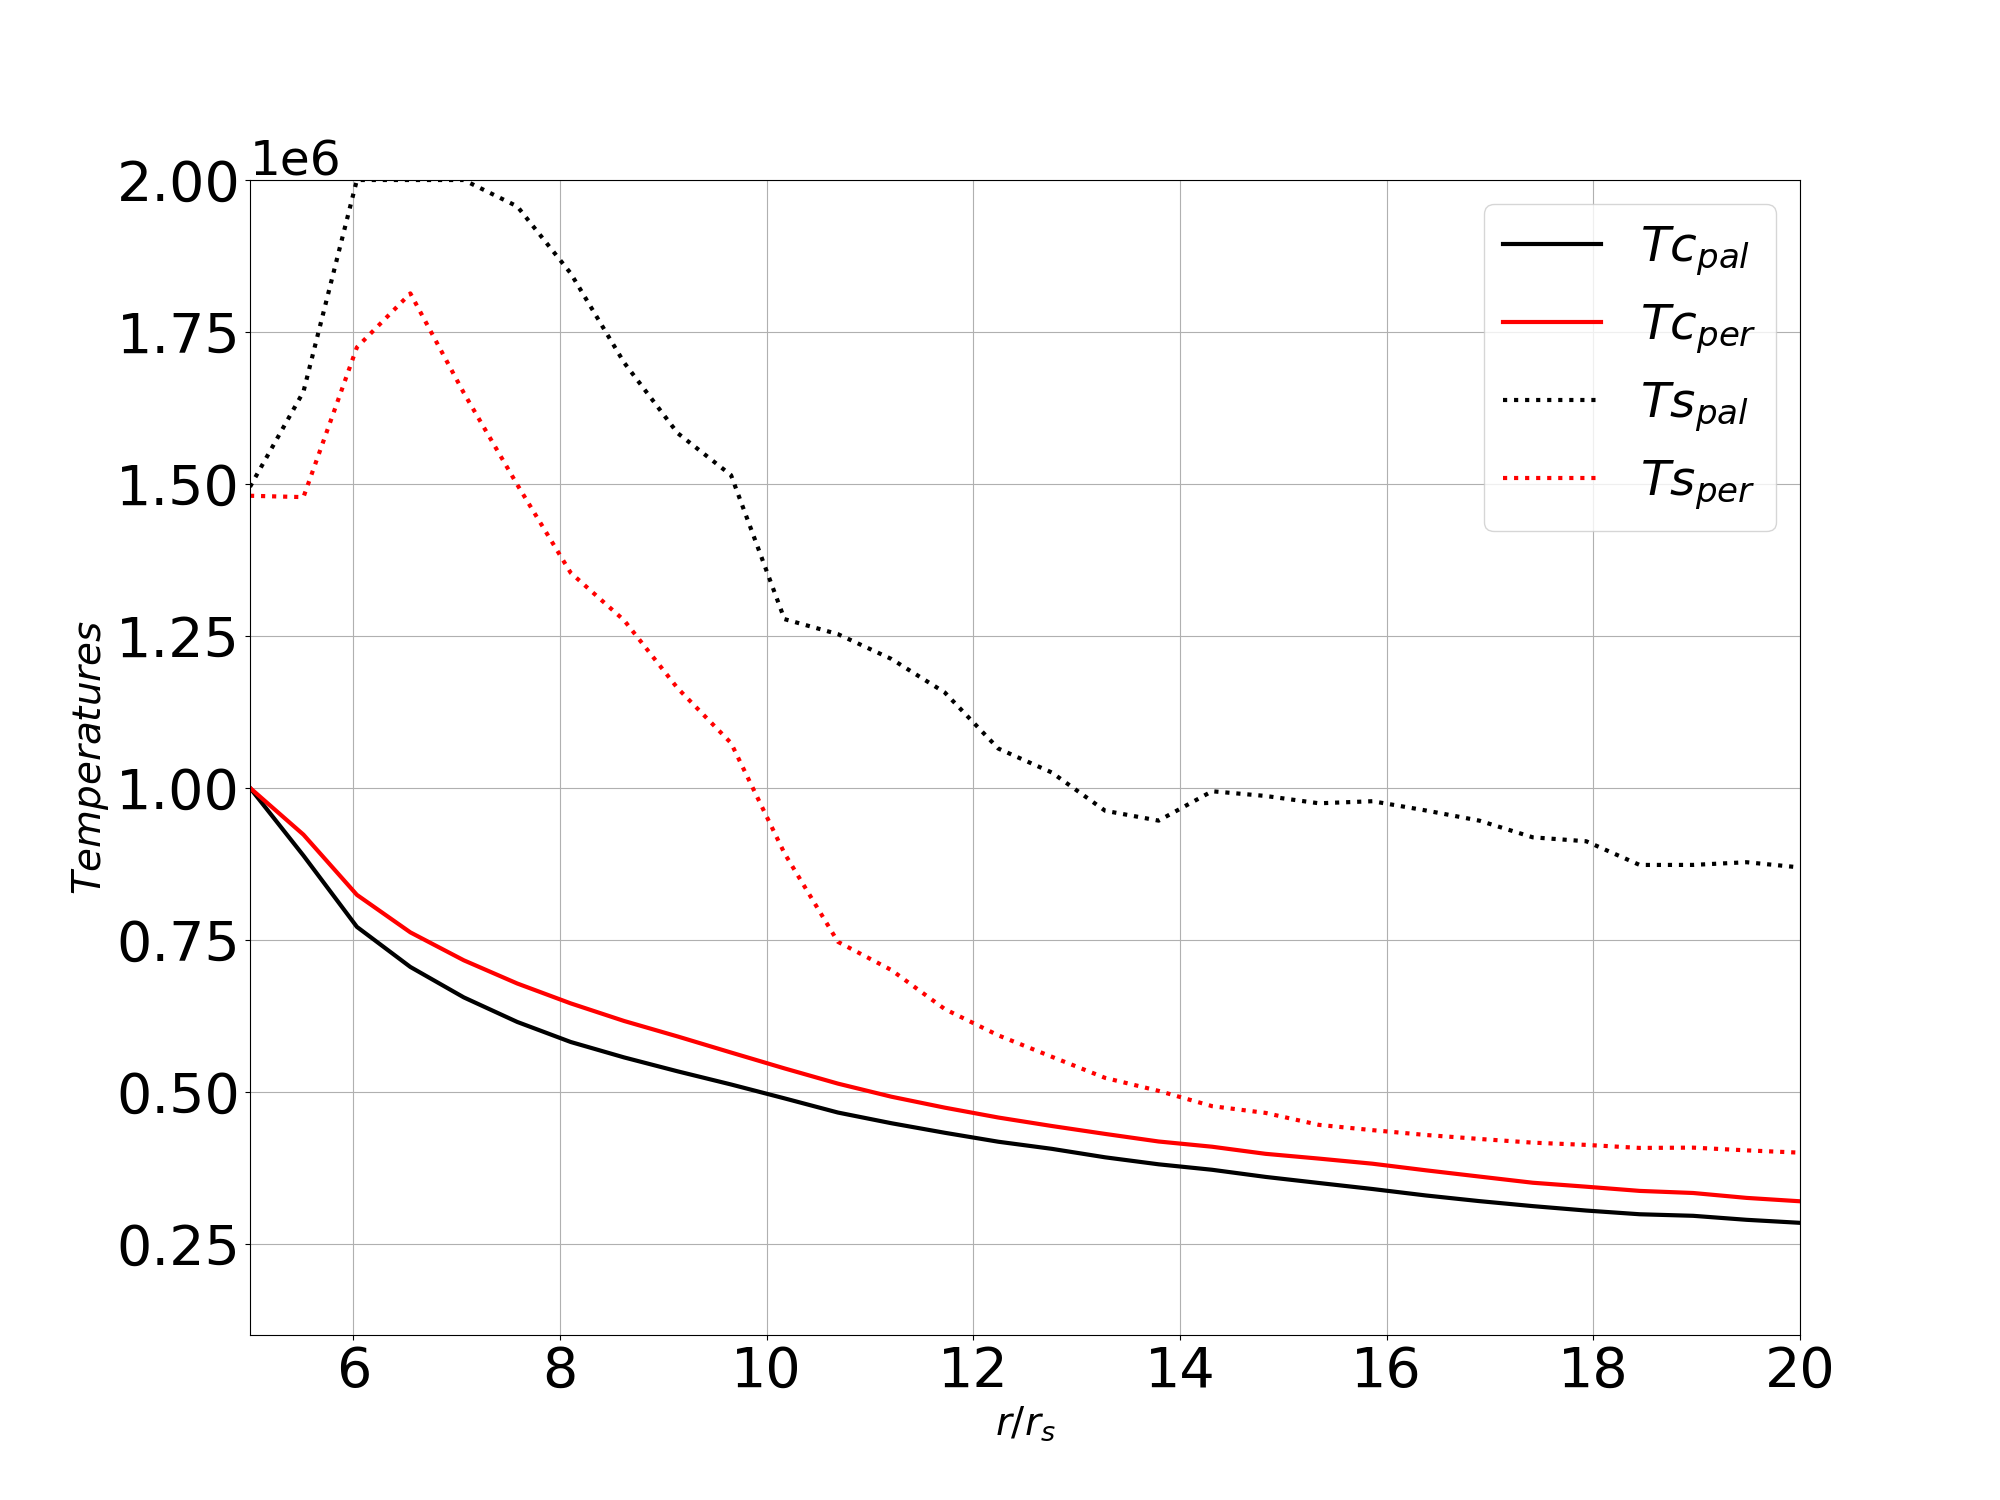 1e6
2.00
1.75
1.50
1.25
1.00
0.75
0.50
0.25
Temperatures
6 8 10 12 14 16 18 20
r/r_s
Tc_pal
Tc_per
Ts_pal
Ts_per